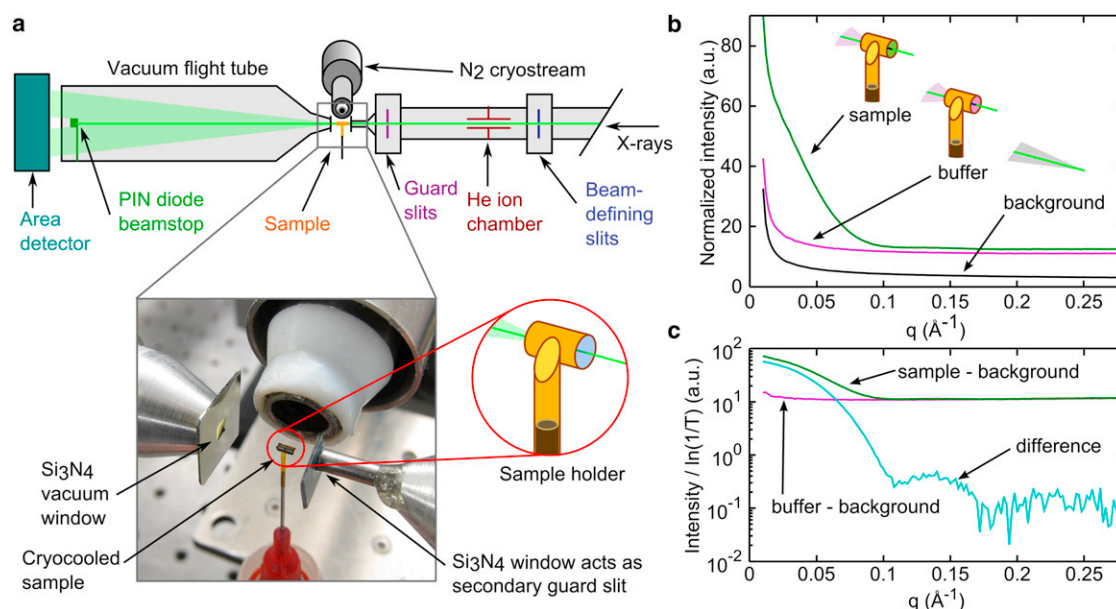 a
Vacuum flight tube
N2 cryostream
X-rays
Area
detector
PIN diode
beamstop
Sample
Guard
slits
He ion
chamber
Beam-
defining
slits
Si3N4
vacuum
window
Cryocooled
sample
Sample holder
Si3N4 window acts as
secondary guard slit
b
Normalized intensity (a.u.)
80
60
40
20
0
sample
buffer
background
0
0.05
0.1
0.15
0.2
0.25
q (Å-1)
c
Intensity / ln(1/T) (a.u.)
10^2
10^1
10^0
10^-1
10^-2
sample - background
difference
buffer - background
0
0.05
0.1
0.15
0.2
0.25
q (Å-1)